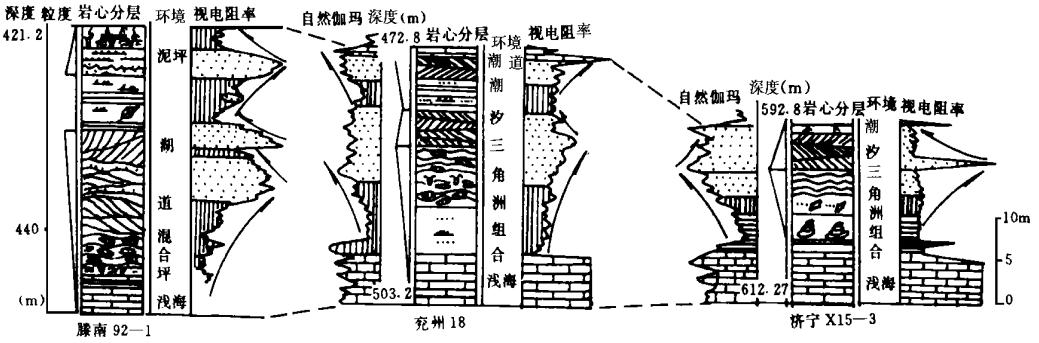 深度 粒度 岩心分层 环境 视电阻率
421.2
440
(m)
泥坪
潮
道
混
合
坪
浅海
滕南 92—1
自然伽玛 深度(m)
472.8 岩心分层 环境 视电阻率
潮 道
潮
汐
三
角
洲
组
合
浅海
503.2
兖州 18
自然伽玛 深度(m)
592.8 岩心分层 环境 视电阻率
潮
汐
三
角
洲
组
合
浅海
612.27
济宁 X15—3
10m
5
0